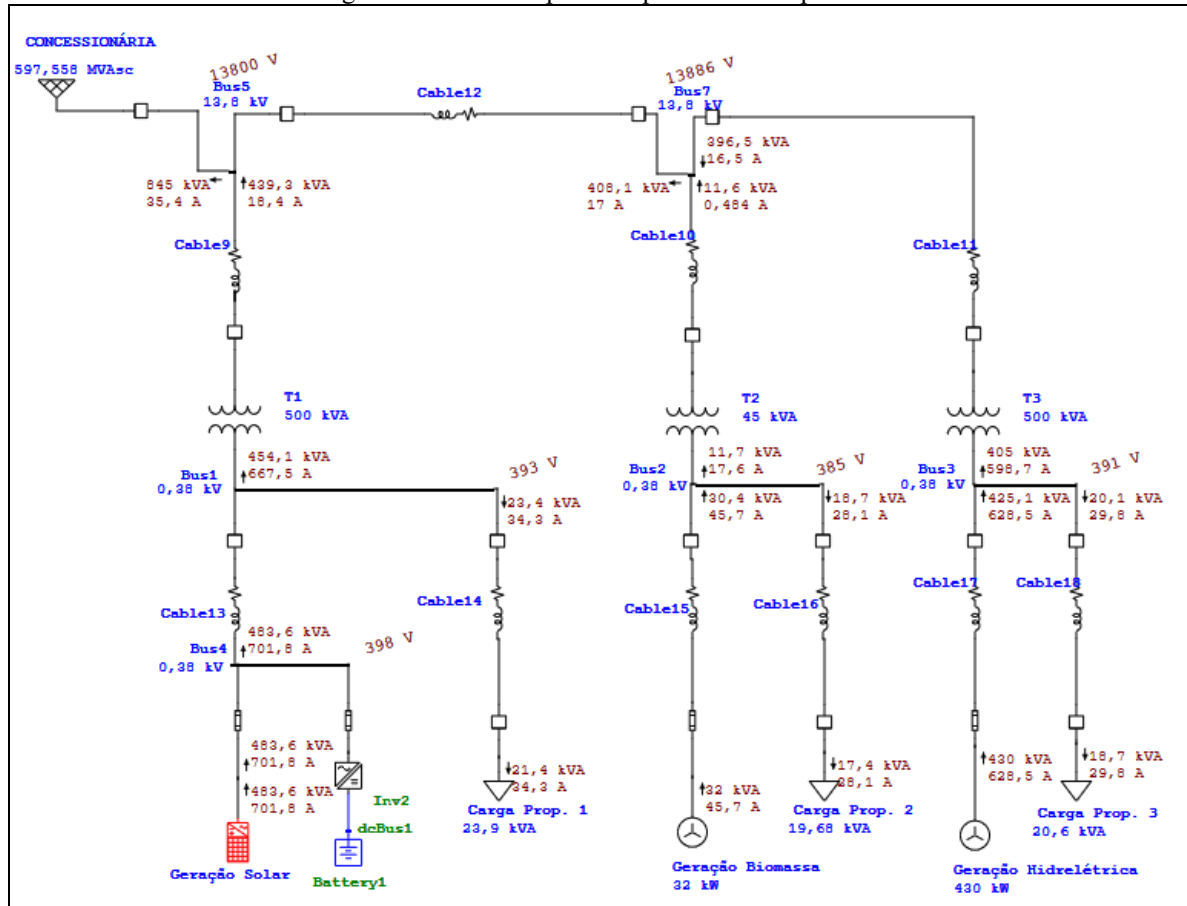 CONCESSIONÁRIA
597,558 MVAsc
13800 V
Bus5
13,8 kV
Cable12
13886 V
Bus7
13,8 kV
396,5 kVA
16,5 A
845 kVA
35,4 A
439,3 kVA
18,4 A
408,1 kVA
17 A
11,6 kVA
0,484 A
Cable9
Cable10
Cable11
T1
500 kVA
T2
45 kVA
T3
500 kVA
454,1 kVA
667,5 A
Bus1
0,38 kV
393 V
23,4 kVA
34,3 A
11,7 kVA
17,6 A
Bus2
0,38 kV
385 V
30,4 kVA
45,7 A
18,7 kVA
28,1 A
405 kVA
598,7 A
Bus3
0,38 kV
391 V
425,1 kVA
628,5 A
20,1 kVA
29,8 A
Cable13
Cable14
Cable15
Cable16
Cable17
Cable18
483,6 kVA
701,8 A
Bus4
0,38 kV
398 V
483,6 kVA
701,8 A
483,6 kVA
701,8 A
Inv2
dcBus1
Battery1
Geração Solar
21,4 kVA
34,3 A
Carga Prop. 1
23,9 kVA
32 kVA
45,7 A
Geração Biomassa
32 kW
17,4 kVA
28,1 A
Carga Prop. 2
19,68 kVA
430 kVA
628,5 A
Geração Hidrelétrica
430 kW
18,7 kVA
29,8 A
Carga Prop. 3
20,6 kVA